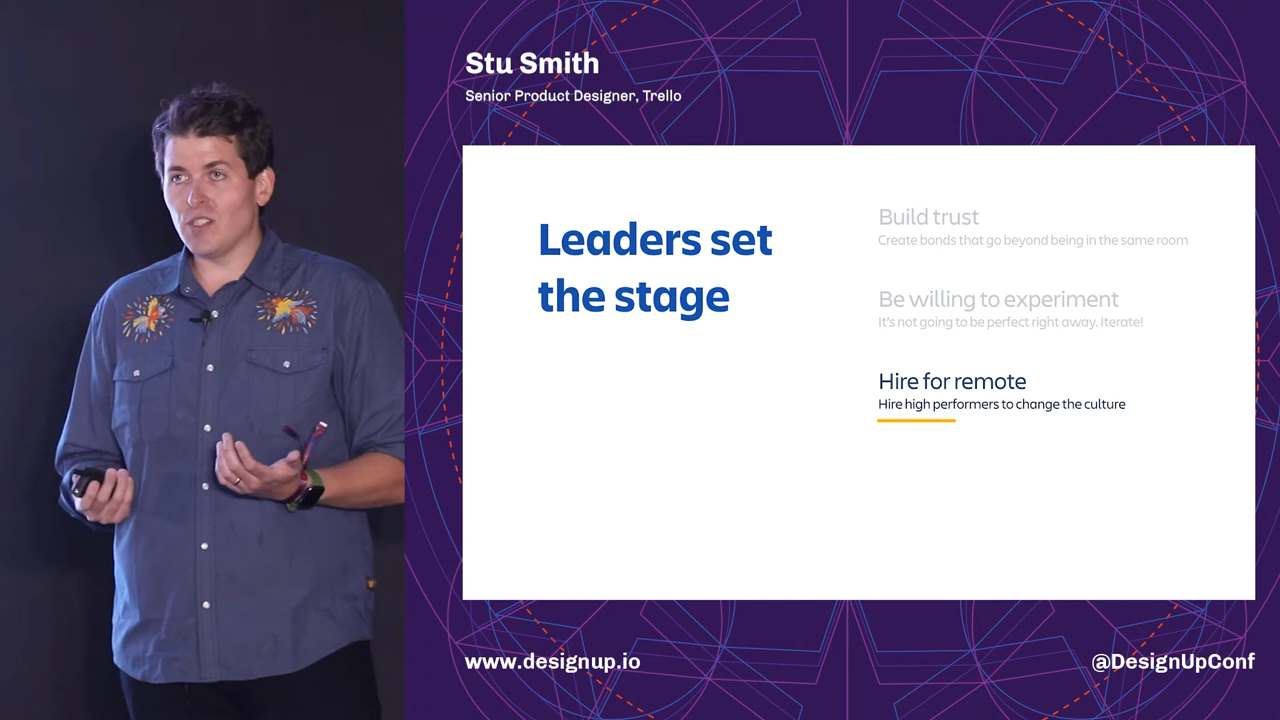 Stu Smith
Senior Product Designer, Trello
Leaders set
the stage
Build trust
Create bonds that go beyond being in the same room
Be willing to experiment
It's not going to be perfect right away. Iterate!
Hire for remote
Hire high performers to change the culture
www.designup.io
@DesignUpConf